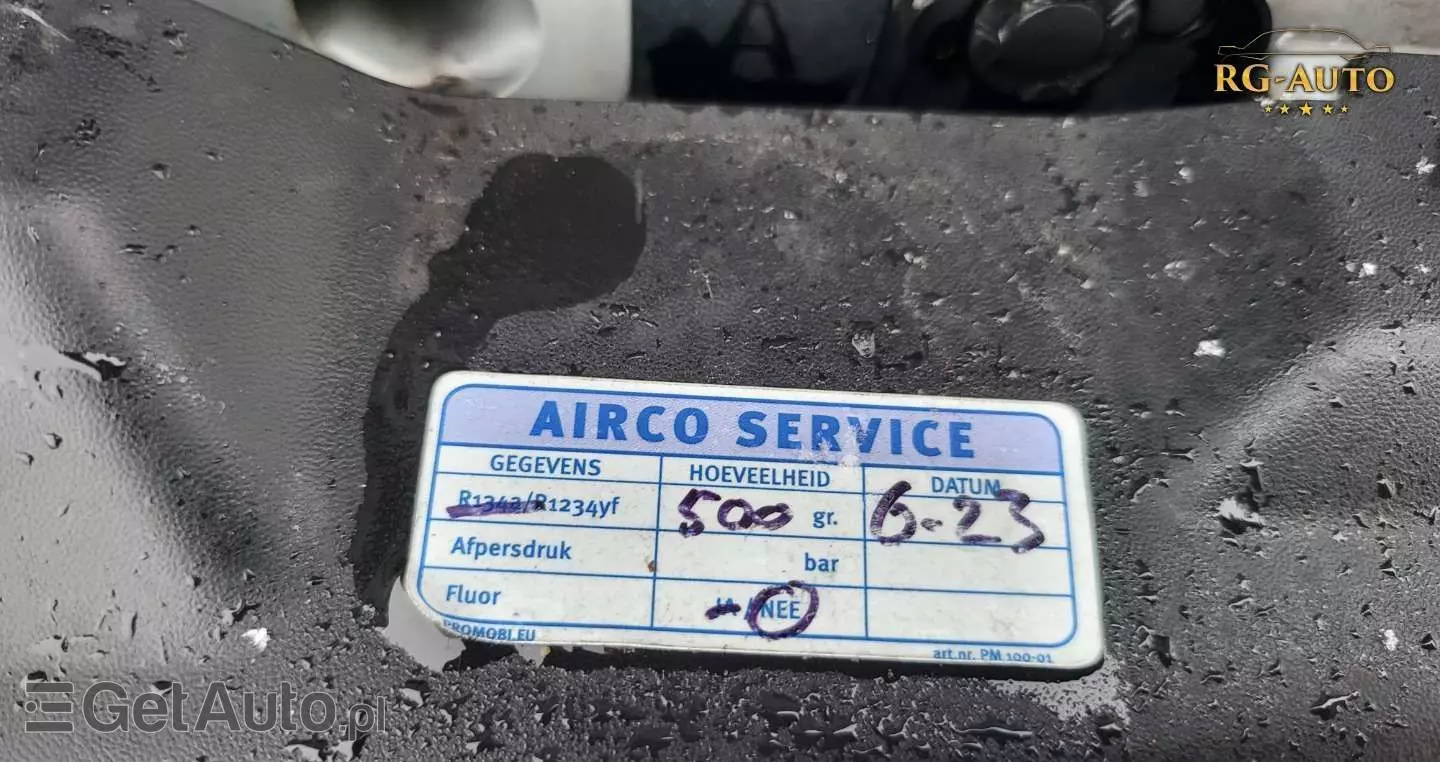 RG-AUTO
AIRCO SERVICE
GEGEVENS HOEVEELHEID DATUM
R134a/R1234yf 500 gr. 6-23
Afpersdruk bar
Fluor JA / NEE
PROMOBI.EU art.nr. PM 100-01
GetAuto.pl